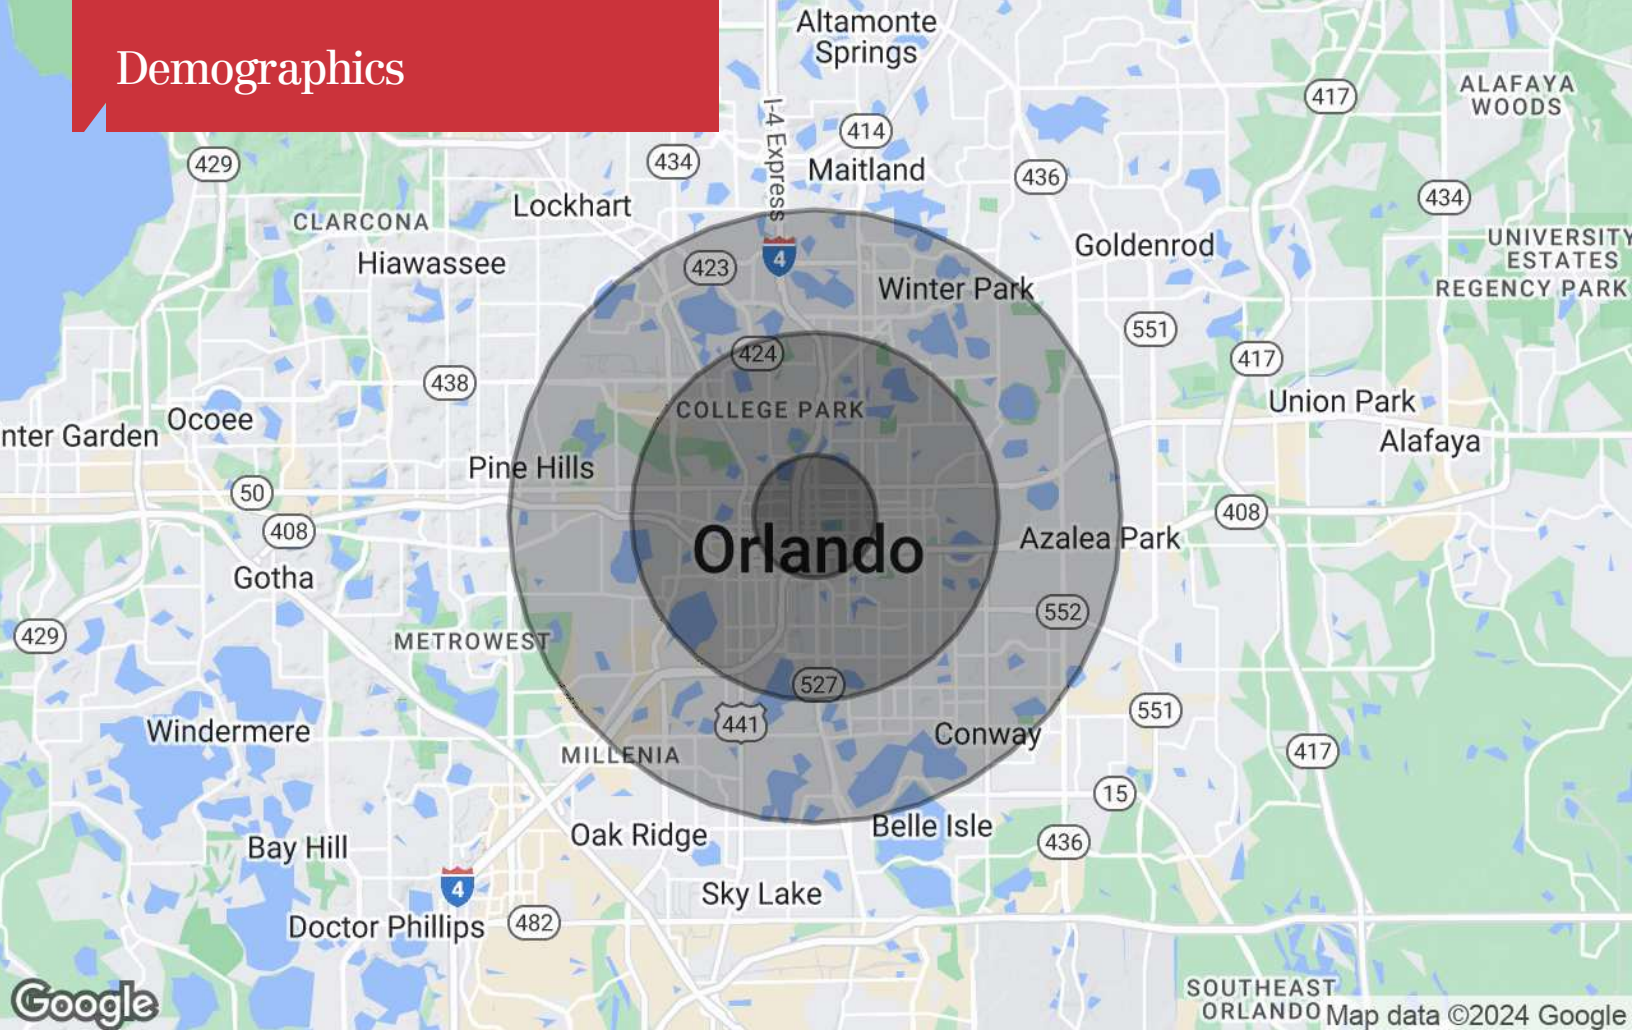 Demographics
Altamonte
Springs
ALAFAYA
WOODS
417
I-4 Express
414
429
434
Maitland
436
434
Lockhart
CLARCONA
UNIVERSITY
ESTATES
Goldenrod
Hiawassee
423
4
Winter Park
REGENCY PARK
551
424
417
438
COLLEGE PARK
Union Park
Ocoee
nter Garden
Alafaya
Pine Hills
50
408
408
Orlando
Azalea Park
Gotha
552
429
METROWEST
527
551
441
Windermere
Conway
417
MILLENIA
15
Belle Isle
Oak Ridge
436
Bay Hill
4
Sky Lake
Doctor Phillips
482
SOUTHEAST
ORLANDO
Google
Map data ©2024 Google